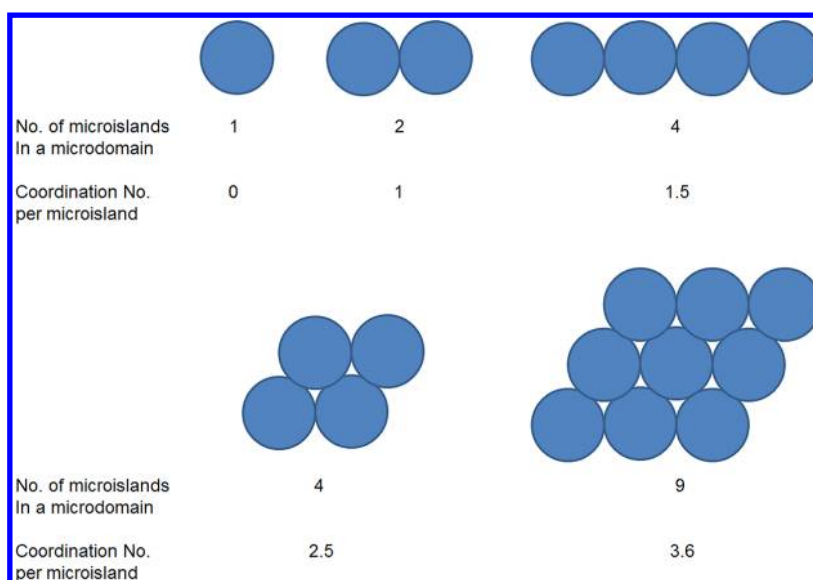 No. of microislands 1 2 4
In a microdomain
Coordination No. 0 1 1.5
per microisland
No. of microislands 4 9
In a microdomain
Coordination No. 2.5 3.6
per microisland